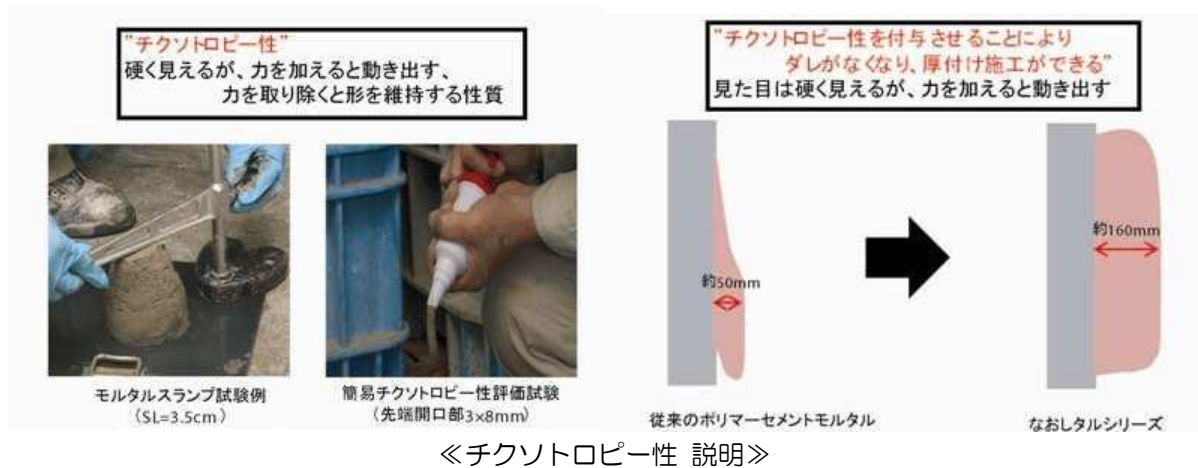 "チクソトロピー性"
硬く見えるが、力を加えると動き出す、
力を取り除くと形を維持する性質
モルタルスランプ試験例
（SL=3.5cm）
簡易チクソトロピー性評価試験
（先端開口部3×8mm）
"チクソトロピー性を付与させることにより
ダレがなくなり、厚付け施工ができる"
見た目は硬く見えるが、力を加えると動き出す
約50mm
約160mm
従来のポリマーセメントモルタル
なおしタルシリーズ
≪チクソトロピー性 説明≫